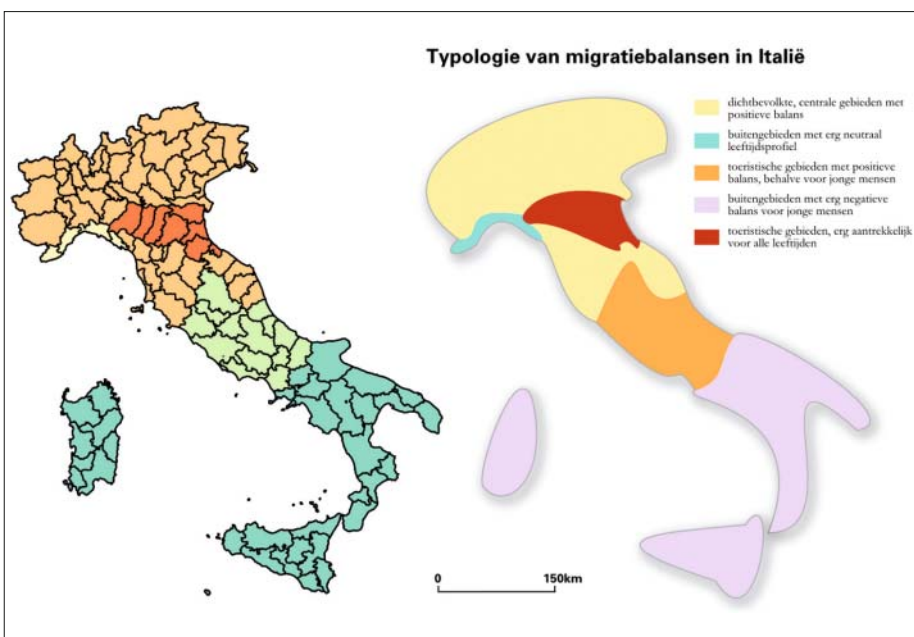 Typologie van migratiebalansen in Italië
dichtbevolkte, centrale gebieden met
positieve balans
buitengebieden met erg neutraal
leeftijdsprofiel
toeristische gebieden met positieve
balans, behalve voor jonge mensen
buitengebieden met erg negatieve
balans voor jonge mensen
toeristische gebieden, erg aantrekkelijk
voor alle leeftijden
0 150km